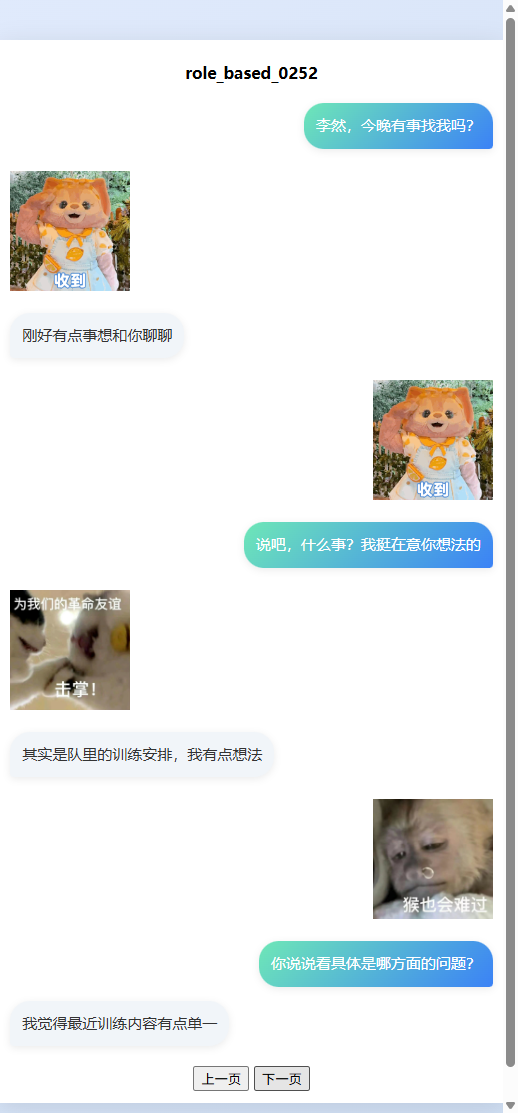 role_based_0252
李然，今晚有事找我吗？
收到
刚好有点事想和你聊聊
收到
说吧，什么事？我挺在意你想法的
为我们的革命友谊
击掌！
其实是队里的训练安排，我有点想法
猴也会难过
你说说看具体是哪方面的问题？
我觉得最近训练内容有点单一
上一页 下一页